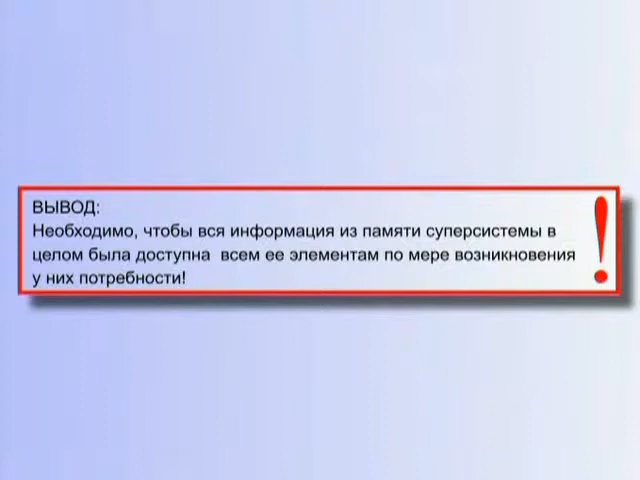 ВЫВОД:
Необходимо, чтобы вся информация из памяти суперсистемы в
целом была доступна всем ее элементам по мере возникновения
у них потребности!
!